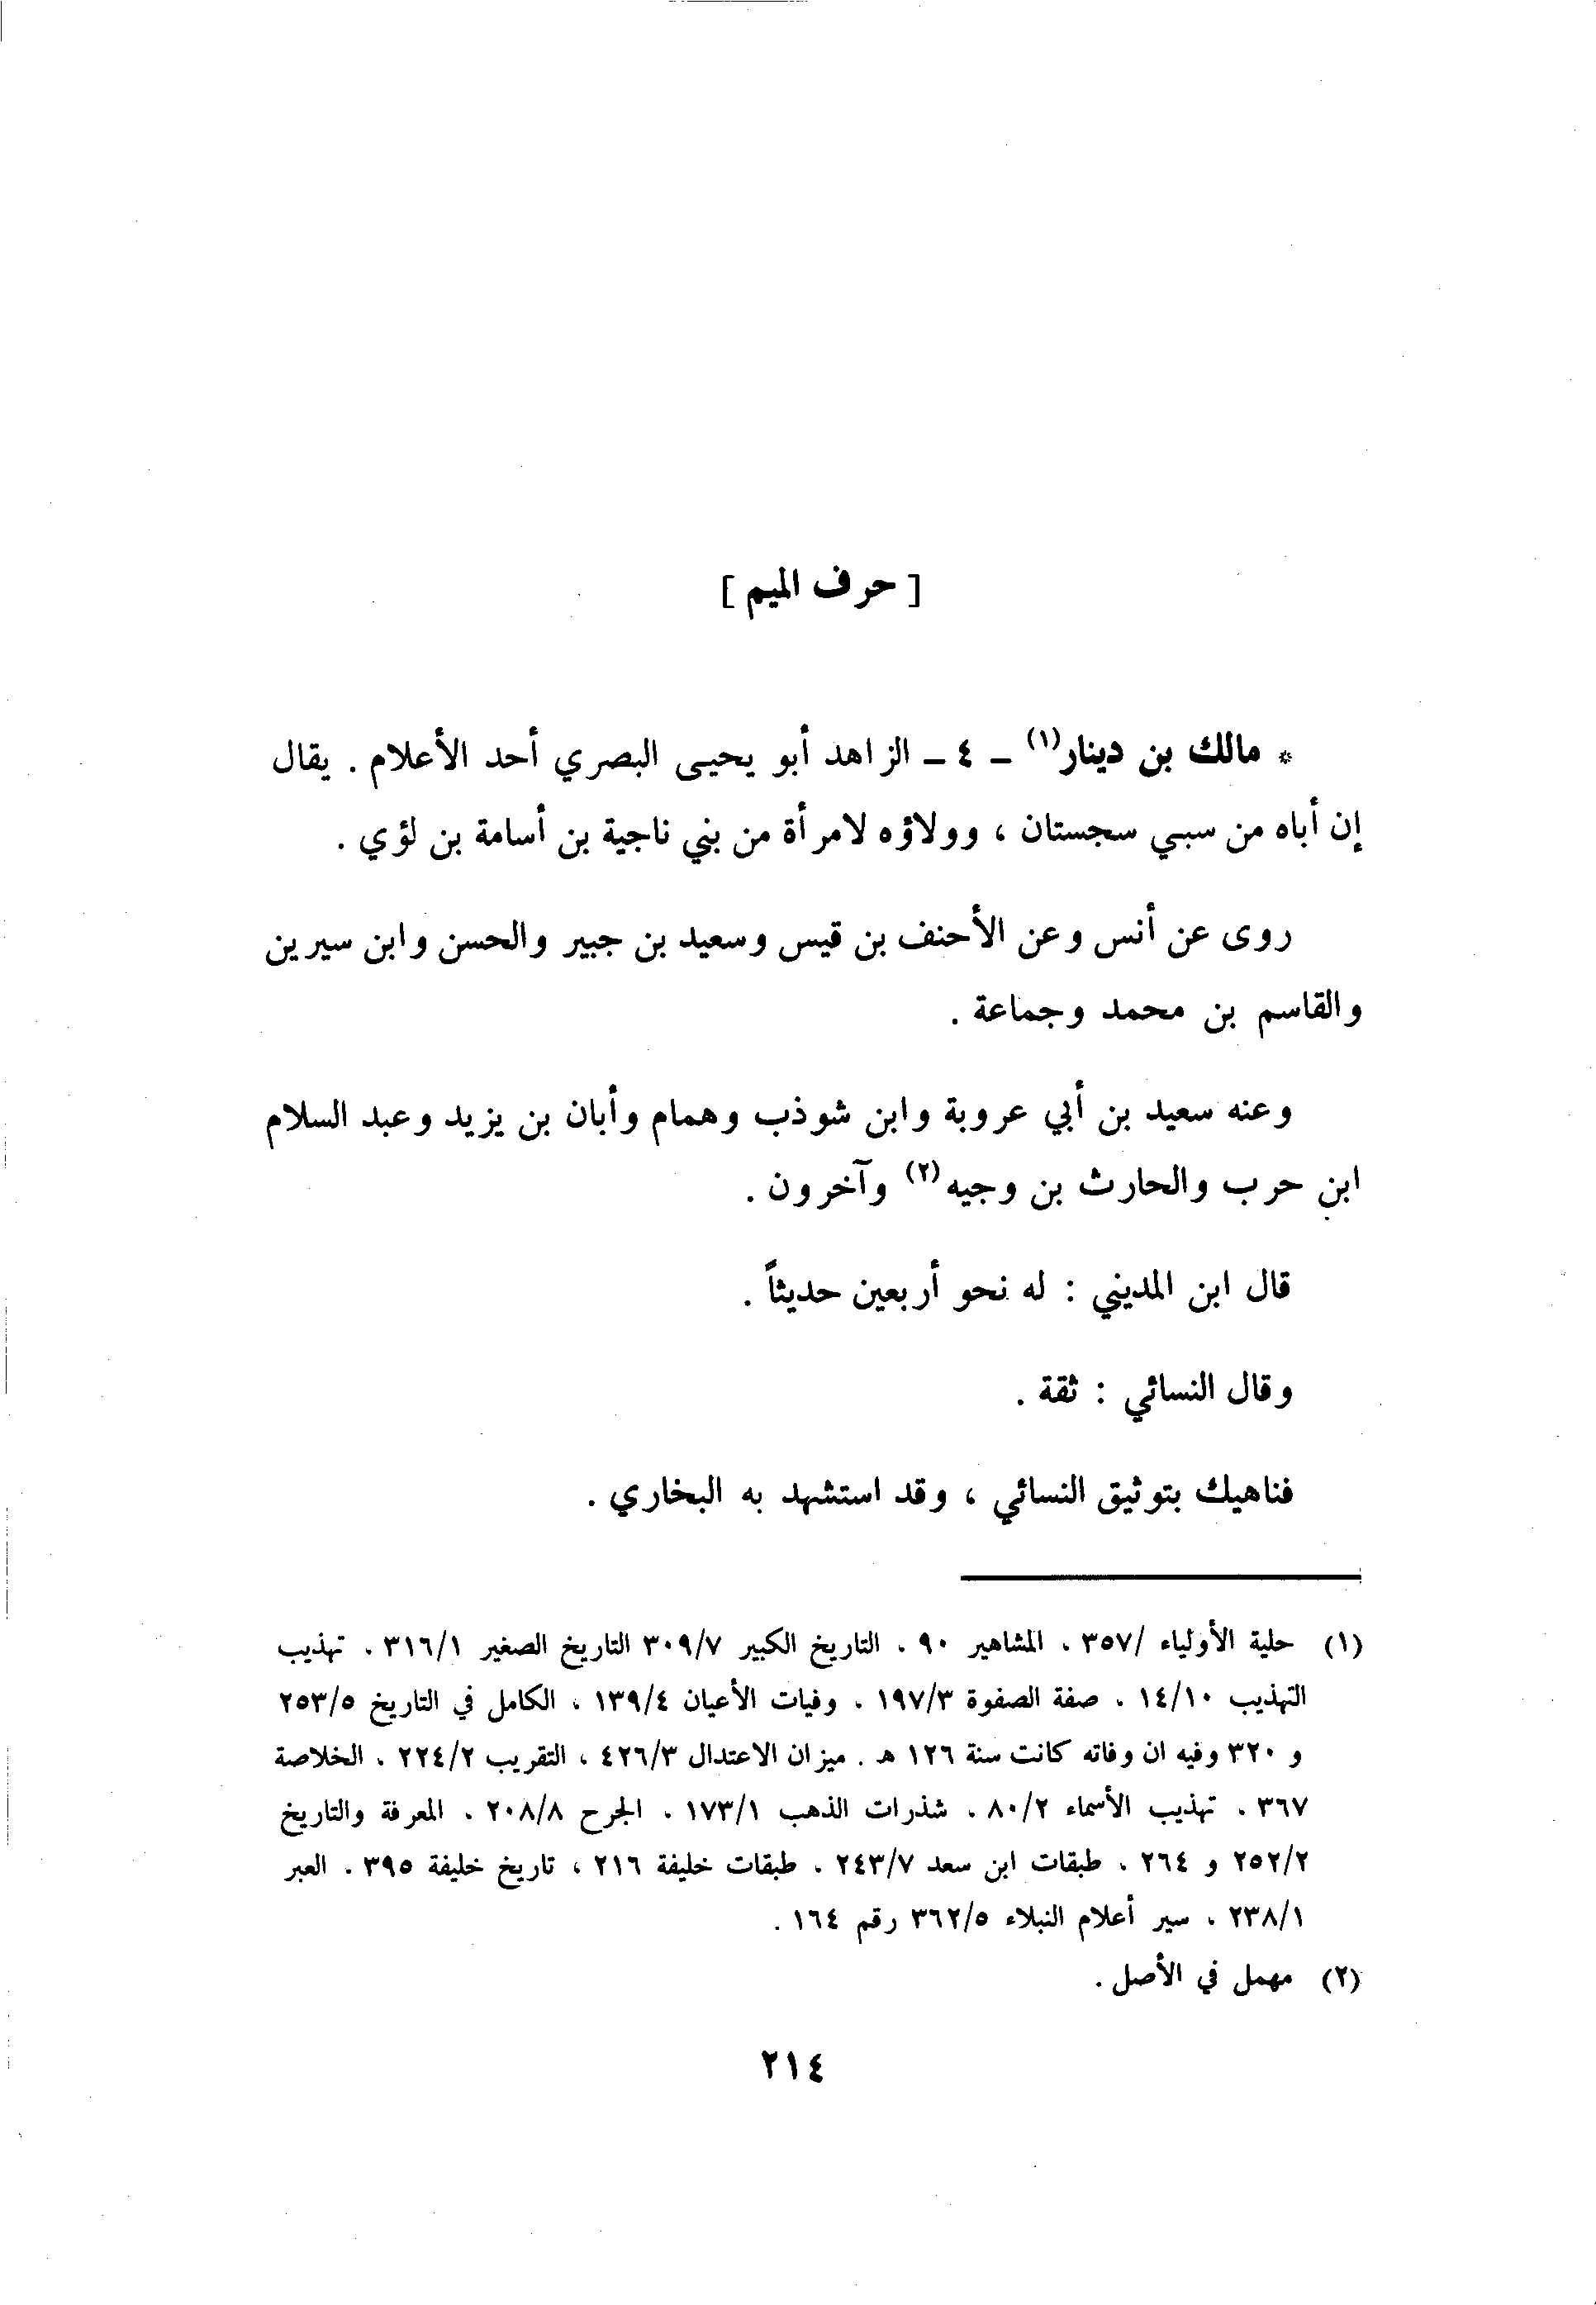 [ حرف الميم ]
* مالك بن دينار(١) - ٤ - الزاهد أبو يحيى البصري أحد الأعلام . يقال
إن أباه من سبي سجستان ، وولاؤه لامرأة من بني ناجية بن أسامة بن لؤي .
روى عن أنس وعن الأحنف بن قيس وسعيد بن جبير والحسن وابن سيرين
والقاسم بن محمد وجماعة .
وعنه سعيد بن أبي عروبة وابن شوذب وهمام وأبان بن يزيد وعبد السلام
ابن حرب والحارث بن وجيه(٢) وآخرون .
قال ابن المديني : له نحو أربعين حديثاً .
وقال النسائي : ثقة .
فناهيك بتوثيق النسائي ، وقد استشهد به البخاري .
(١) حلية الأولياء /٣٥٧ ، المشاهير ٩٠ ، التاريخ الكبير ٣٠٩/٧ التاريخ الصغير ٣١٦/١ ، تهذيب
التهذيب ١٤/١٠ ، صفة الصفوة ١٩٧/٣ ، وفيات الأعيان ١٣٩/٤ ، الكامل في التاريخ ٢٥٣/٥
و ٣٢٠ وفيه ان وفاته كانت سنة ١٢٦ هـ . ميزان الاعتدال ٤٢٦/٣ ، التقريب ٢٢٤/٢ ، الخلاصة
٣٦٧ ، تهذيب الأسماء ٨٠/٢ ، شذرات الذهب ١٧٣/١ ، الجرح ٢٠٨/٨ ، المعرفة والتاريخ
٢٥٢/٢ و ٢٦٤ ، طبقات ابن سعد ٢٤٣/٧ ، طبقات خليفة ٢١٦ ، تاريخ خليفة ٣٩٥ ، العبر
٢٣٨/١ ، سير أعلام النبلاء ٣٦٢/٥ رقم ١٦٤ .
(٢) مهمل في الأصل .
٢١٤